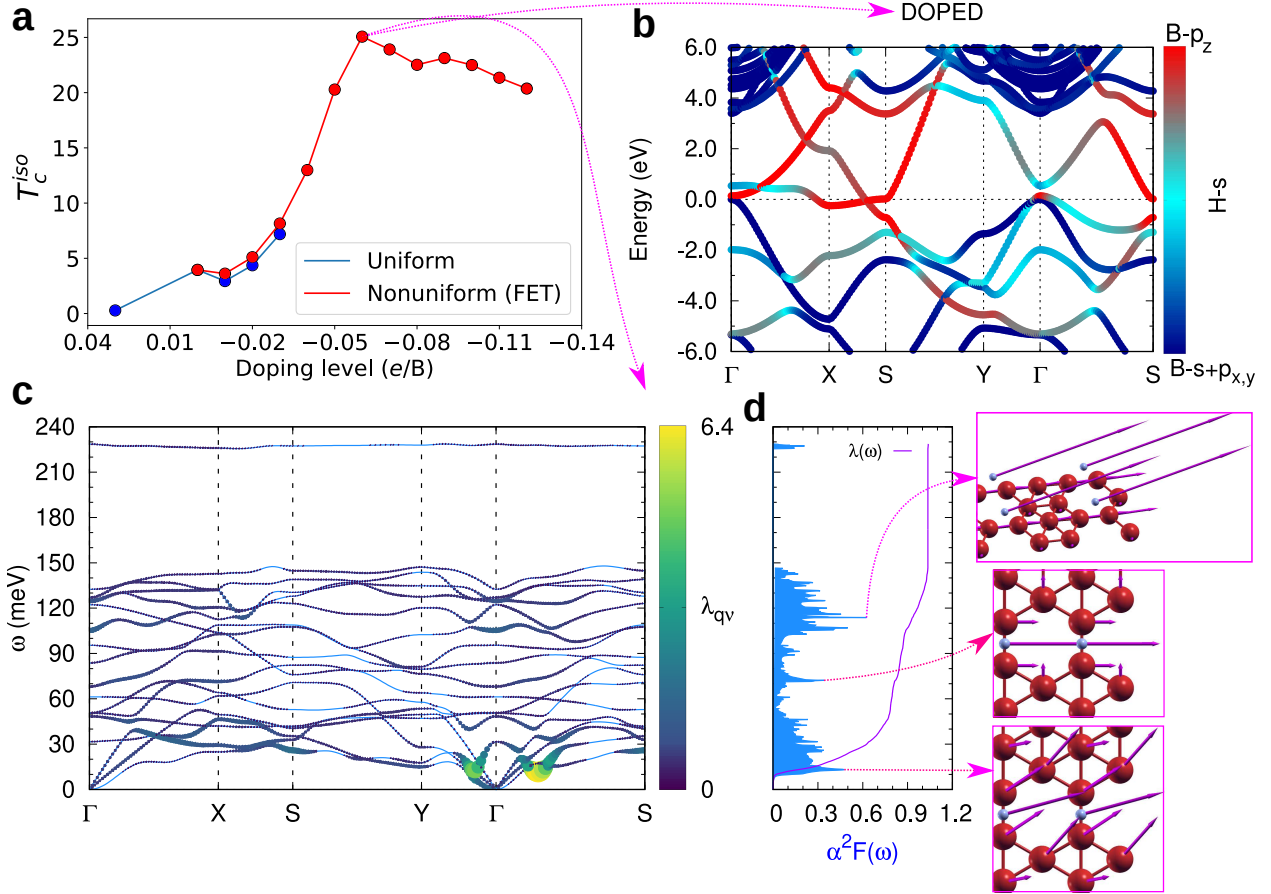 a
25
20
15
10
5
0
T_c^{iso}
Uniform
Nonuniform (FET)
0.04 0.01 −0.02 −0.05 −0.08 −0.11 −0.14
Doping level (e/B)
DOPED
b
6.0
4.0
2.0
0.0
-2.0
-4.0
-6.0
Energy (eV)
Γ X S Y Γ S
B-p_z
H-s
B-s+p_{x,y}
c
240
210
180
150
120
90
60
30
0
ω (meV)
Γ X S Y Γ S
6.4
λ_{qν}
0
d
λ(ω)
0 0.3 0.6 0.9 1.2
α²F(ω)